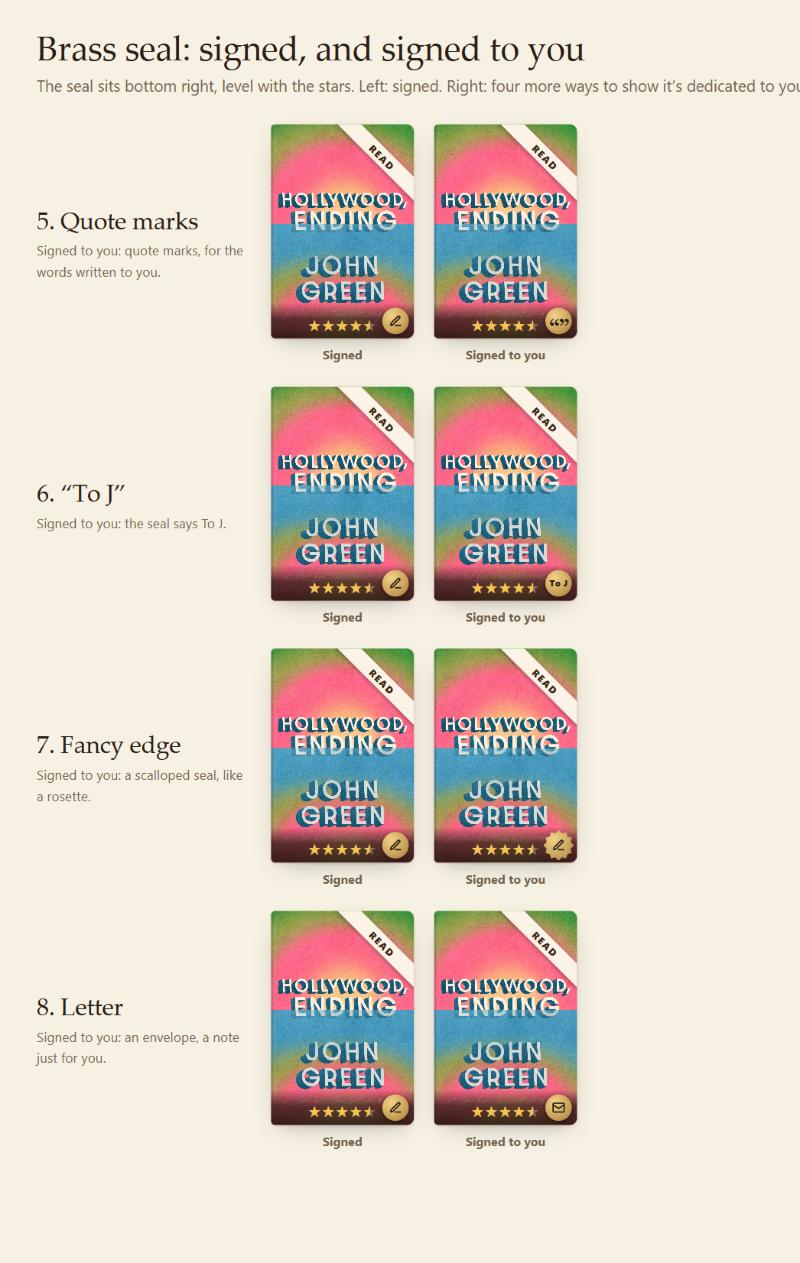 Brass seal: signed, and signed to you
The seal sits bottom right, level with the stars. Left: signed. Right: four more ways to show it's dedicated to
5. Quote marks
Signed to you: quote marks, for the
words written to you.
READ
HOLLYWOOD,
ENDING
JOHN
GREEN
Signed
READ
HOLLYWOOD,
ENDING
JOHN
GREEN
“”
Signed to you
6. “To J”
Signed to you: the seal says To J.
READ
HOLLYWOOD,
ENDING
JOHN
GREEN
Signed
READ
HOLLYWOOD,
ENDING
JOHN
GREEN
To J
Signed to you
7. Fancy edge
Signed to you: a scalloped seal, like
a rosette.
READ
HOLLYWOOD,
ENDING
JOHN
GREEN
Signed
READ
HOLLYWOOD,
ENDING
JOHN
GREEN
Signed to you
8. Letter
Signed to you: an envelope, a note
just for you.
READ
HOLLYWOOD,
ENDING
JOHN
GREEN
Signed
READ
HOLLYWOOD,
ENDING
JOHN
GREEN
Signed to you